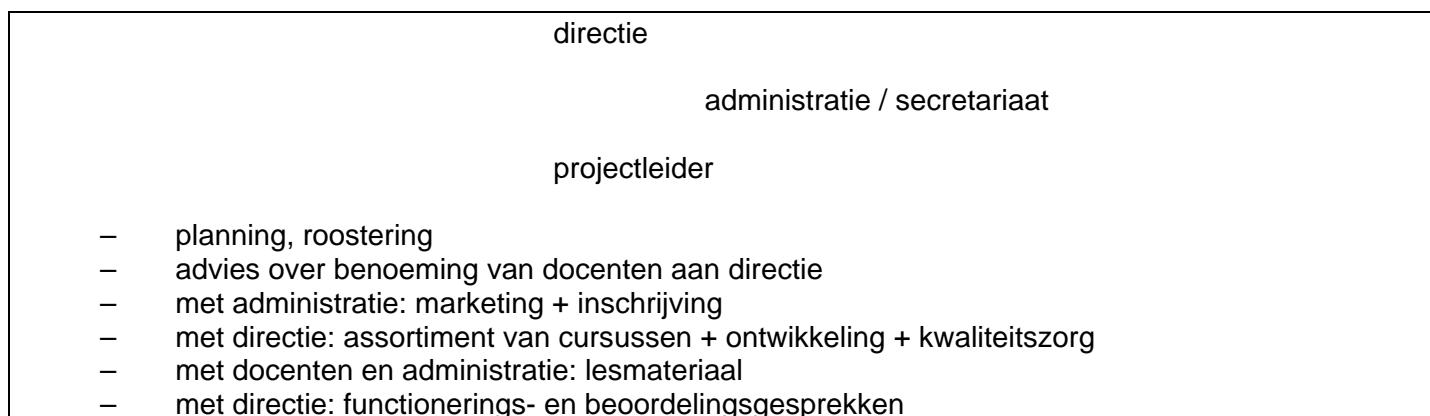 directie
administratie / secretariaat
projectleider
– planning, roostering
– advies over benoeming van docenten aan directie
– met administratie: marketing + inschrijving
– met directie: assortiment van cursussen + ontwikkeling + kwaliteitszorg
– met docenten en administratie: lesmateriaal
– met directie: functionerings- en beoordelingsgesprekken